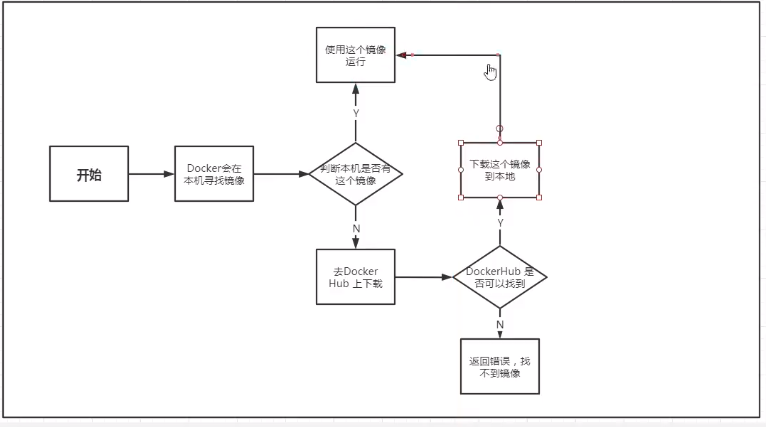 使用这个镜像
运行
Y
开始
Docker会在
本机寻找镜像
判断本机是否有
这个镜像
下载这个镜像
到本地
N
Y
去Docker
Hub 上下载
DockerHub 是
否可以找到
N
返回错误，找
不到镜像